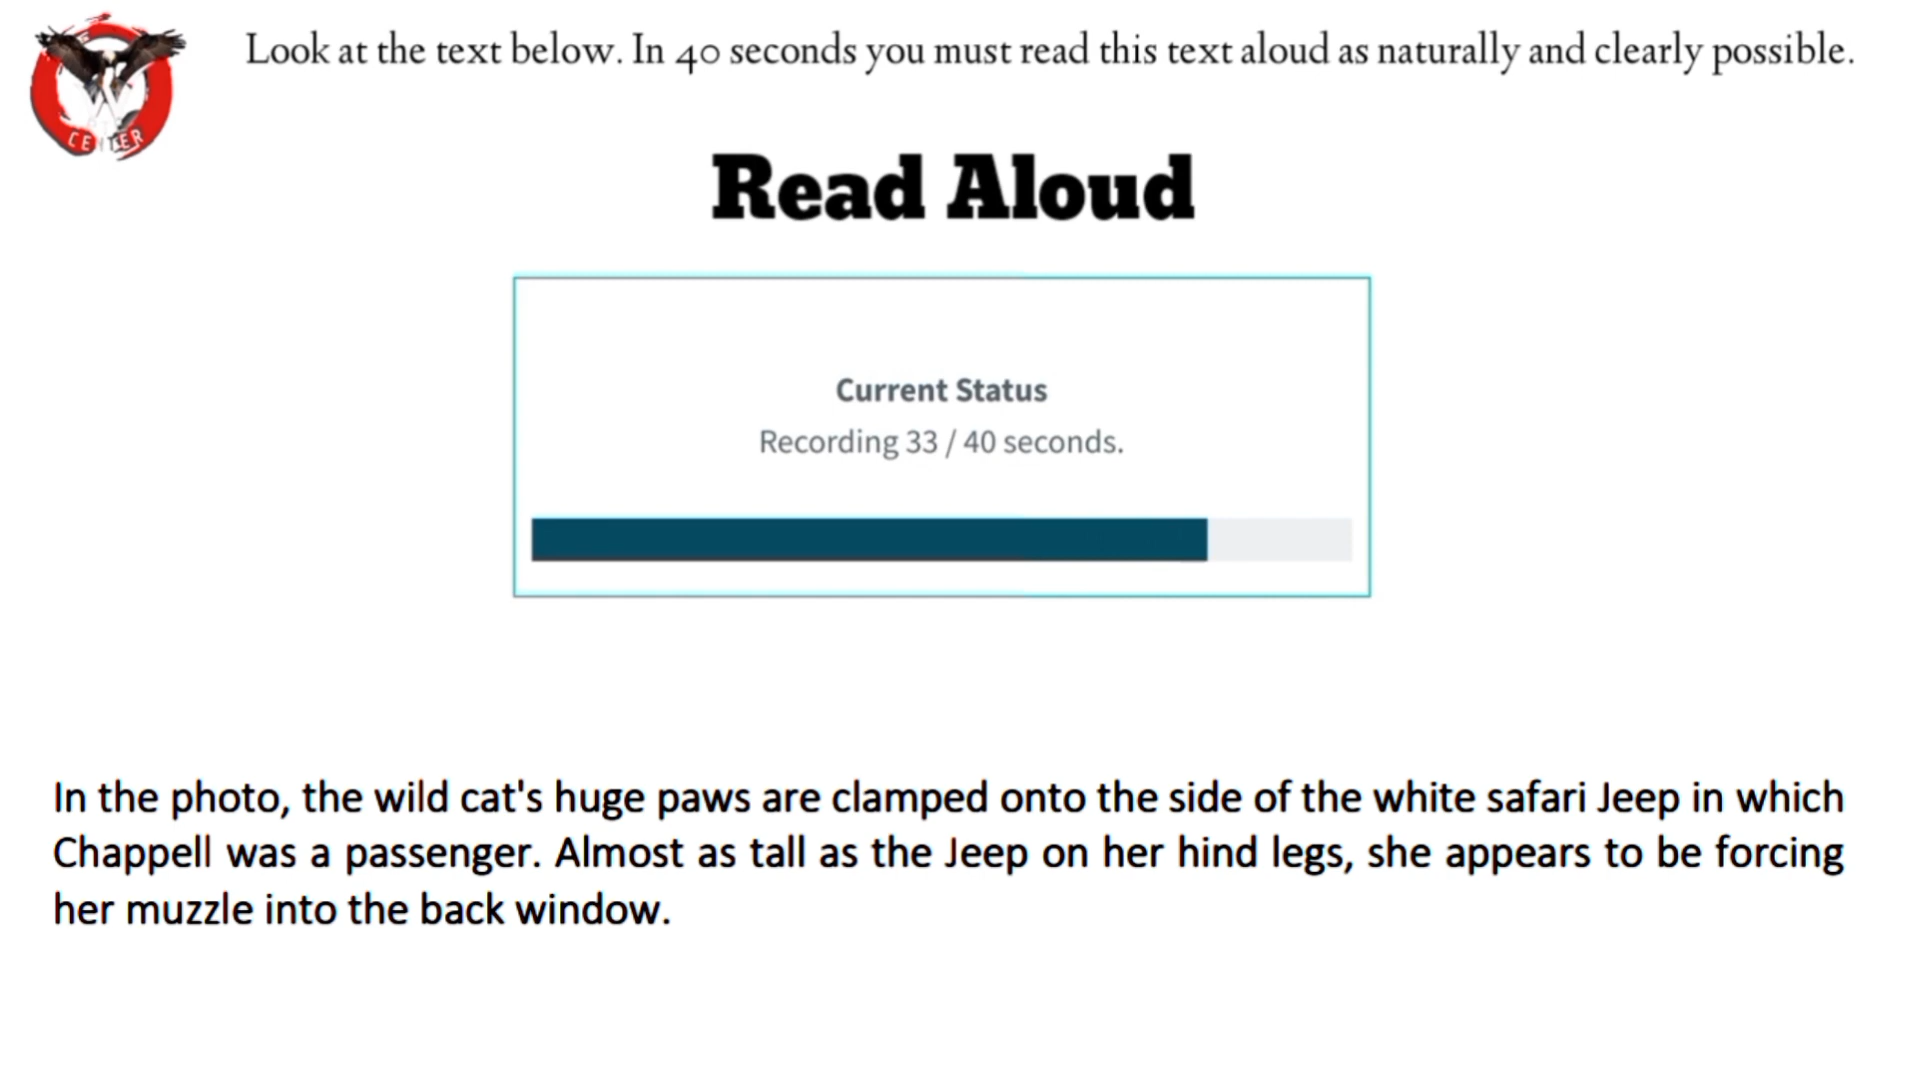 Look at the text below. In 40 seconds you must read this text aloud as naturally and clearly possible.
CENTER
Read Aloud
Current Status
Recording 33 / 40 seconds.
In the photo, the wild cat's huge paws are clamped onto the side of the white safari Jeep in which
Chappell was a passenger. Almost as tall as the Jeep on her hind legs, she appears to be forcing
her muzzle into the back window.